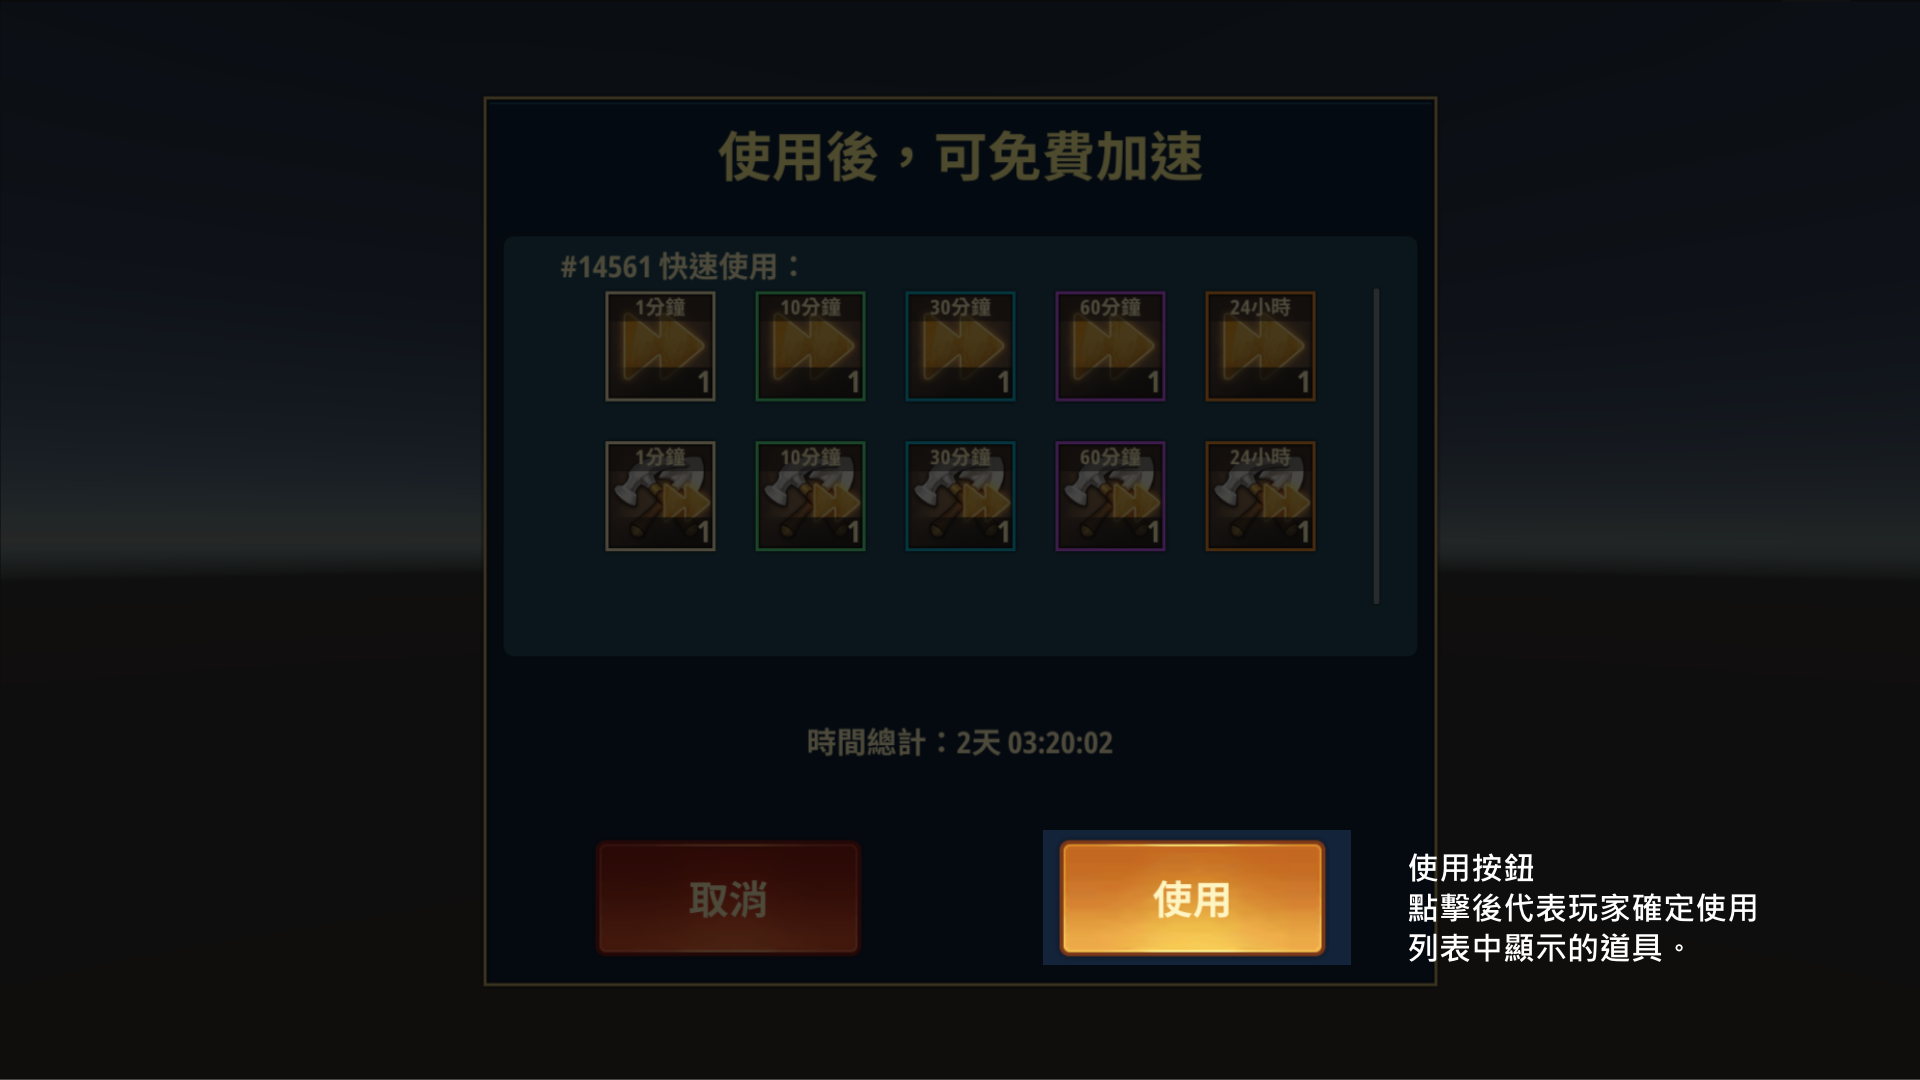 使用後，可免費加速
#14561 快速使用：
1分鐘 10分鐘 30分鐘 60分鐘 24小時
1 1 1 1 1
1分鐘 10分鐘 30分鐘 60分鐘 24小時
1 1 1 1 1
時間總計：2天 03:20:02
取消 使用
使用按鈕
點擊後代表玩家確定使用
列表中顯示的道具。